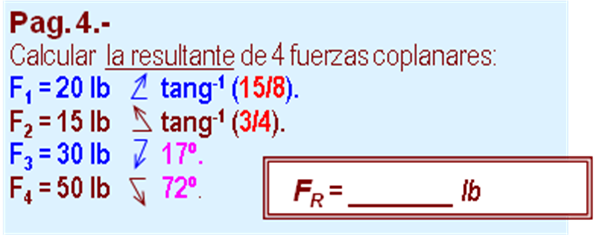 Pag. 4.-
Calcular la resultante de 4 fuerzas coplanares:
F₁ = 20 lb tang⁻¹ (15/8).
F₂ = 15 lb tang⁻¹ (3/4).
F₃ = 30 lb 17º.
F₄ = 50 lb 72º.
F_R = _______ lb